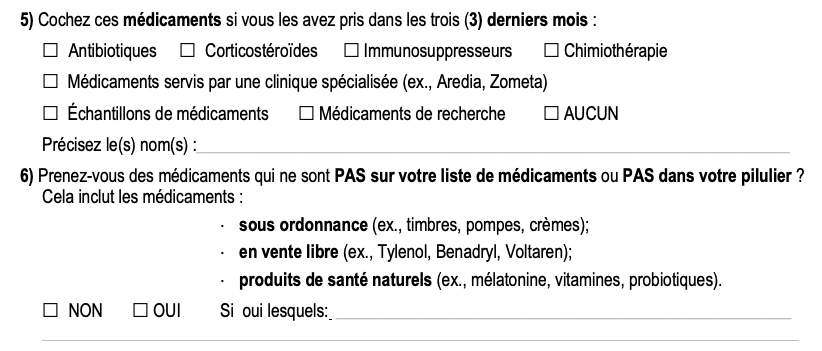 5) Cochez ces médicaments si vous les avez pris dans les trois (3) derniers mois :
☐ Antibiotiques ☐ Corticostéroïdes ☐ Immunosuppresseurs ☐ Chimiothérapie
☐ Médicaments servis par une clinique spécialisée (ex., Aredia, Zometa)
☐ Échantillons de médicaments ☐ Médicaments de recherche ☐ AUCUN
Précisez le(s) nom(s) :
6) Prenez-vous des médicaments qui ne sont PAS sur votre liste de médicaments ou PAS dans votre pilulier ?
Cela inclut les médicaments :
· sous ordonnance (ex., timbres, pompes, crèmes);
· en vente libre (ex., Tylenol, Benadryl, Voltaren);
· produits de santé naturels (ex., mélatonine, vitamines, probiotiques).
☐ NON ☐ OUI Si oui lesquels: